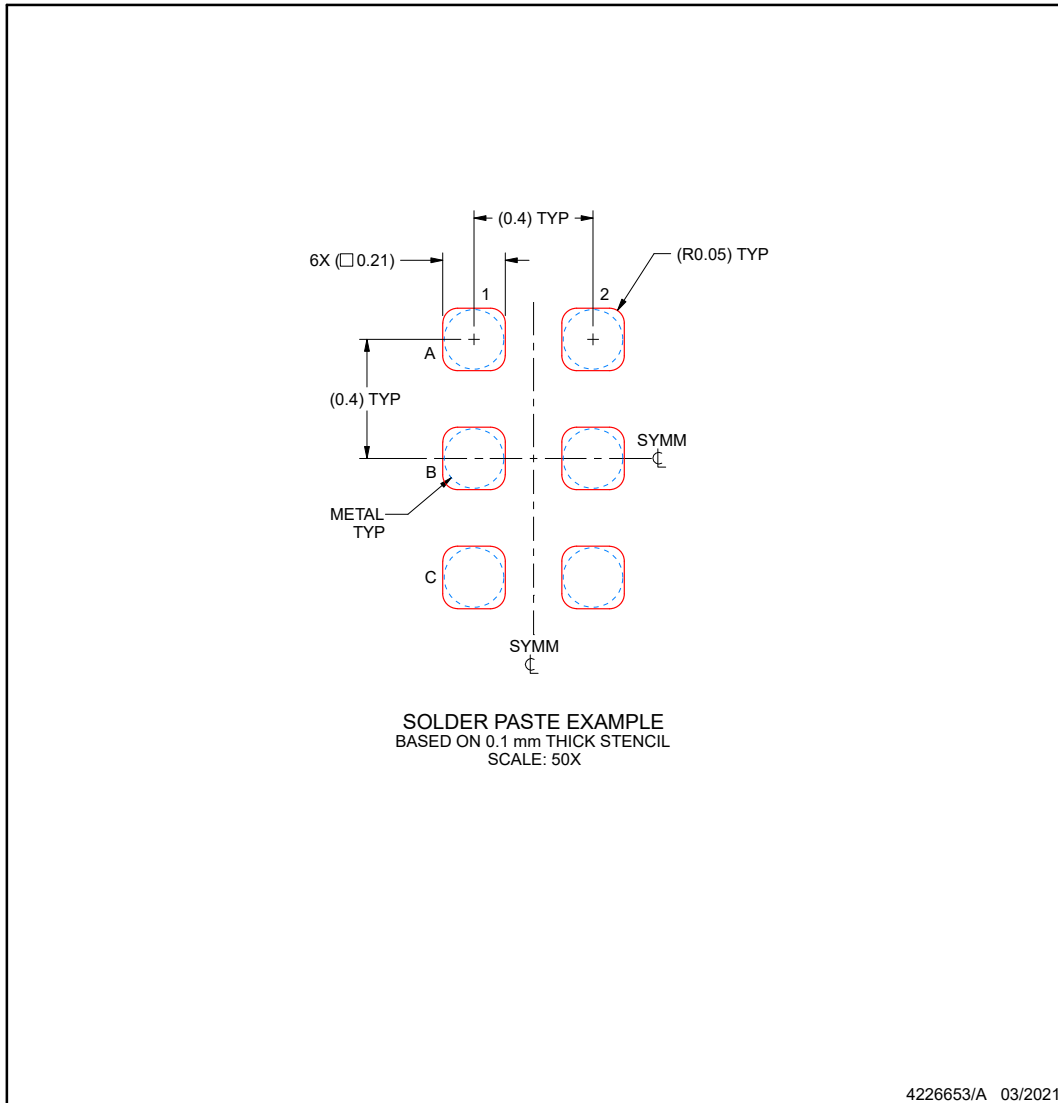 (0.4) TYP
6X (□ 0.21)
(R0.05) TYP
1
2
A
(0.4) TYP
SYMM
℄
B
METAL
TYP
C
SYMM
℄
SOLDER PASTE EXAMPLE
BASED ON 0.1 mm THICK STENCIL
SCALE: 50X
4226653/A 03/2021